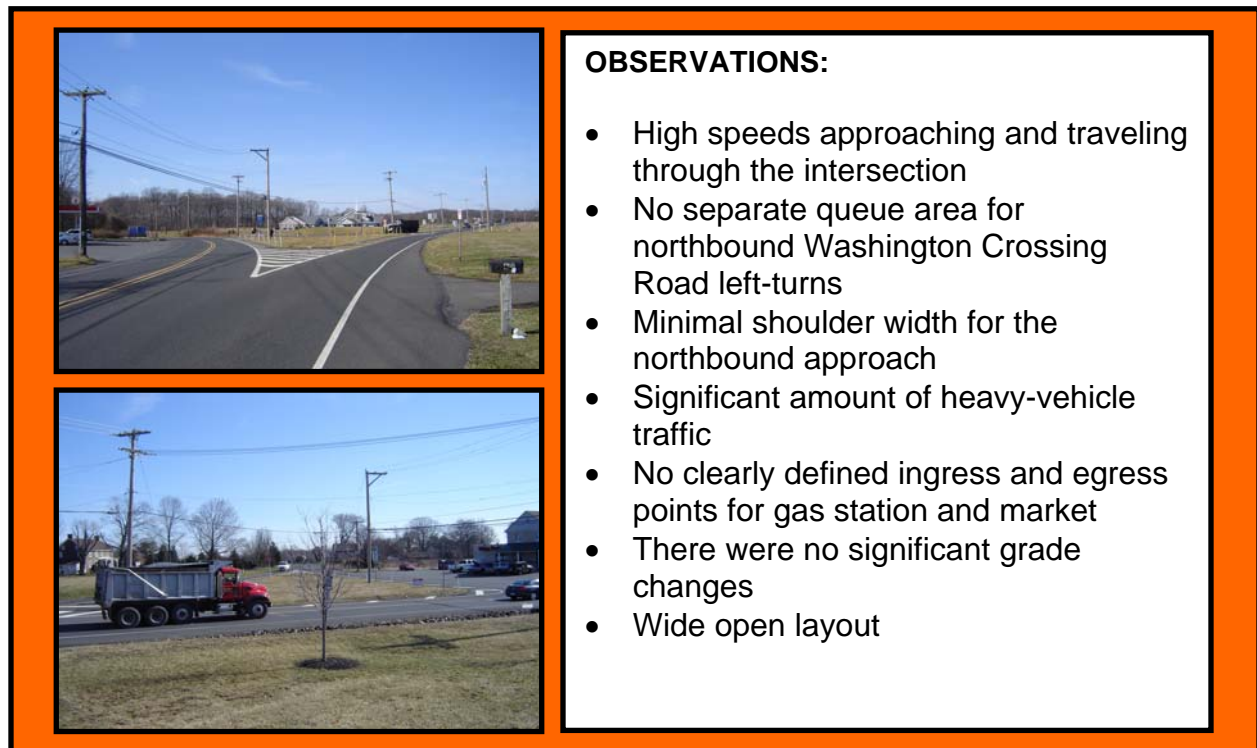 OBSERVATIONS:
• High speeds approaching and traveling
through the intersection
• No separate queue area for
northbound Washington Crossing
Road left-turns
• Minimal shoulder width for the
northbound approach
• Significant amount of heavy-vehicle
traffic
• No clearly defined ingress and egress
points for gas station and market
• There were no significant grade
changes
• Wide open layout